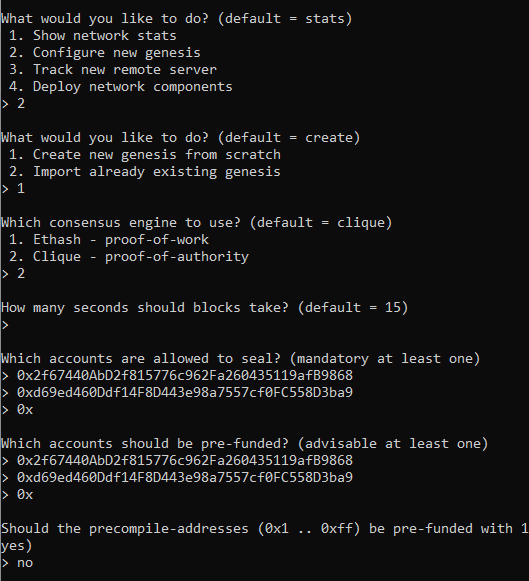 What would you like to do? (default = stats)
1. Show network stats
2. Configure new genesis
3. Track new remote server
4. Deploy network components
> 2
What would you like to do? (default = create)
1. Create new genesis from scratch
2. Import already existing genesis
> 1
Which consensus engine to use? (default = clique)
1. Ethash - proof-of-work
2. Clique - proof-of-authority
> 2
How many seconds should blocks take? (default = 15)
>
Which accounts are allowed to seal? (mandatory at least one)
> 0x2f67440AbD2f815776c962Fa260435119afB9868
> 0xd69ed460Ddf14F8D443e98a7557cf0FC558D3ba9
> 0x
Which accounts should be pre-funded? (advisable at least one)
> 0x2f67440AbD2f815776c962Fa260435119afB9868
> 0xd69ed460Ddf14F8D443e98a7557cf0FC558D3ba9
> 0x
Should the precompile-addresses (0x1 .. 0xff) be pre-funded with 1
yes)
> no